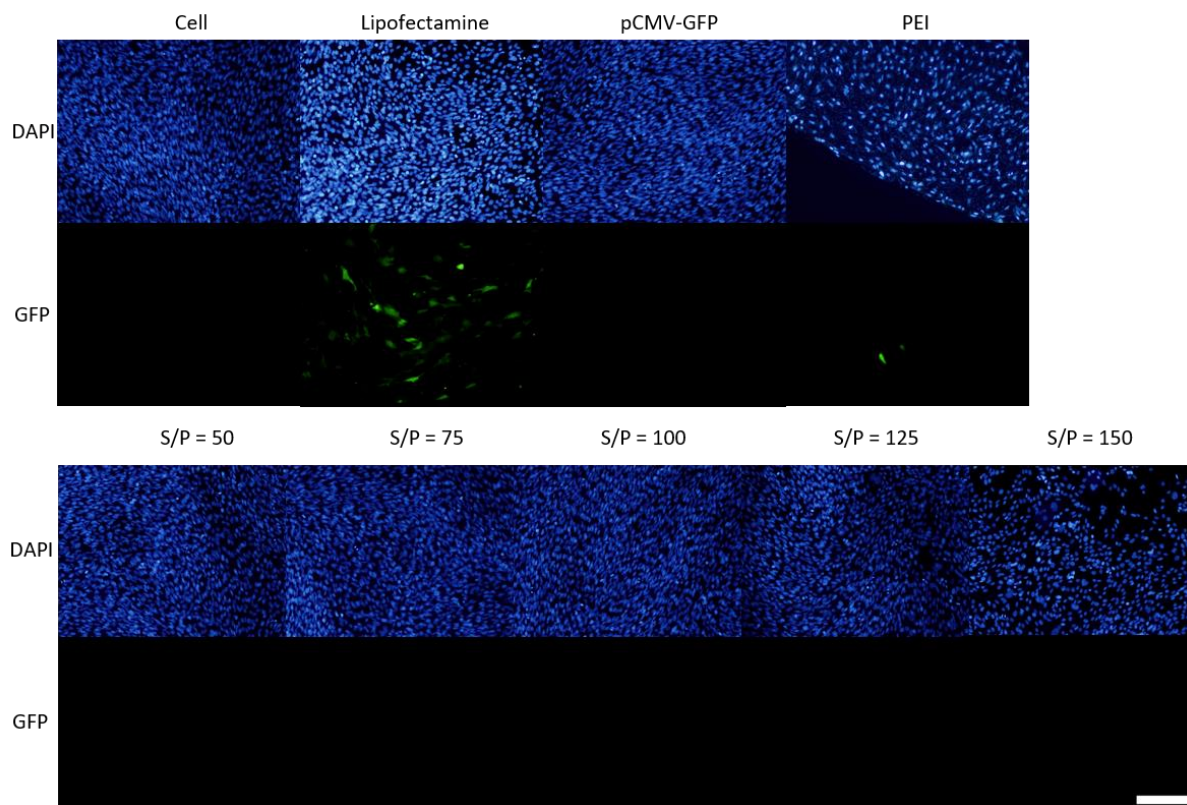 Cell Lipofectamine pCMV-GFP PEI
DAPI
GFP
S/P = 50 S/P = 75 S/P = 100 S/P = 125 S/P = 150
DAPI
GFP